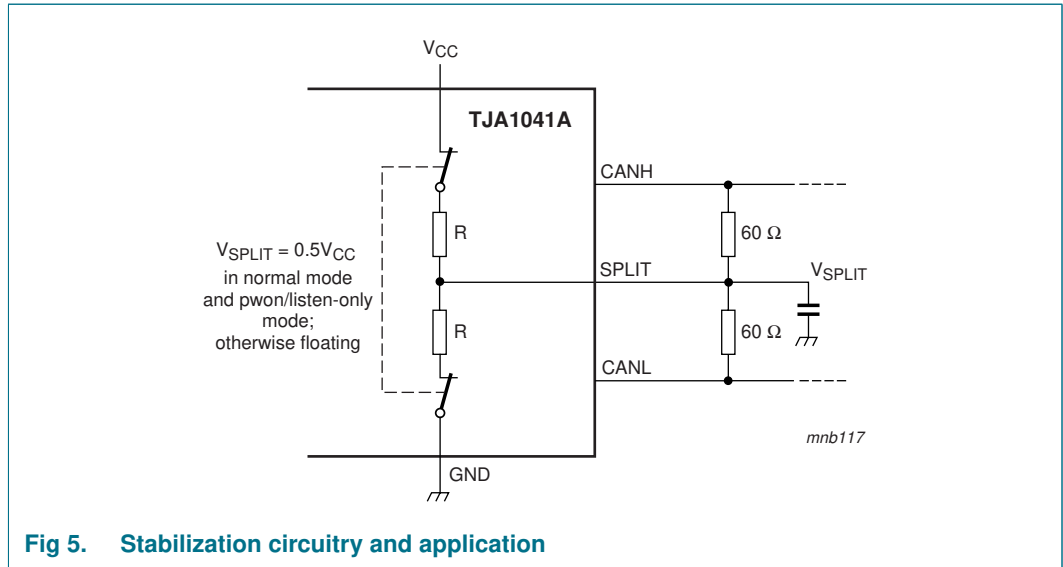 VCC
TJA1041A
CANH
R
60 Ω
VSPLIT = 0.5VCC
in normal mode
and pwon/listen-only
mode;
otherwise floating
SPLIT
VSPLIT
R
60 Ω
CANL
mnb117
GND
Fig 5. Stabilization circuitry and application